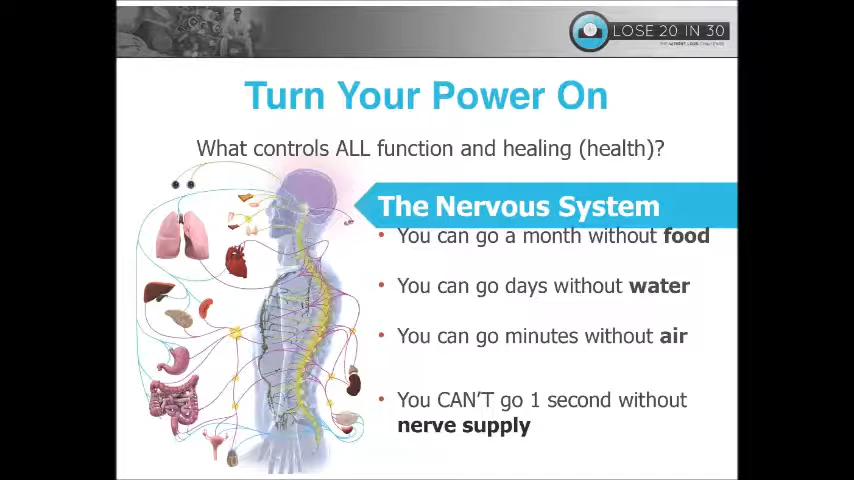 LOSE 20 IN 30
Turn Your Power On
What controls ALL function and healing (health)?
The Nervous System
• You can go a month without food
• You can go days without water
• You can go minutes without air
• You CAN'T go 1 second without
nerve supply